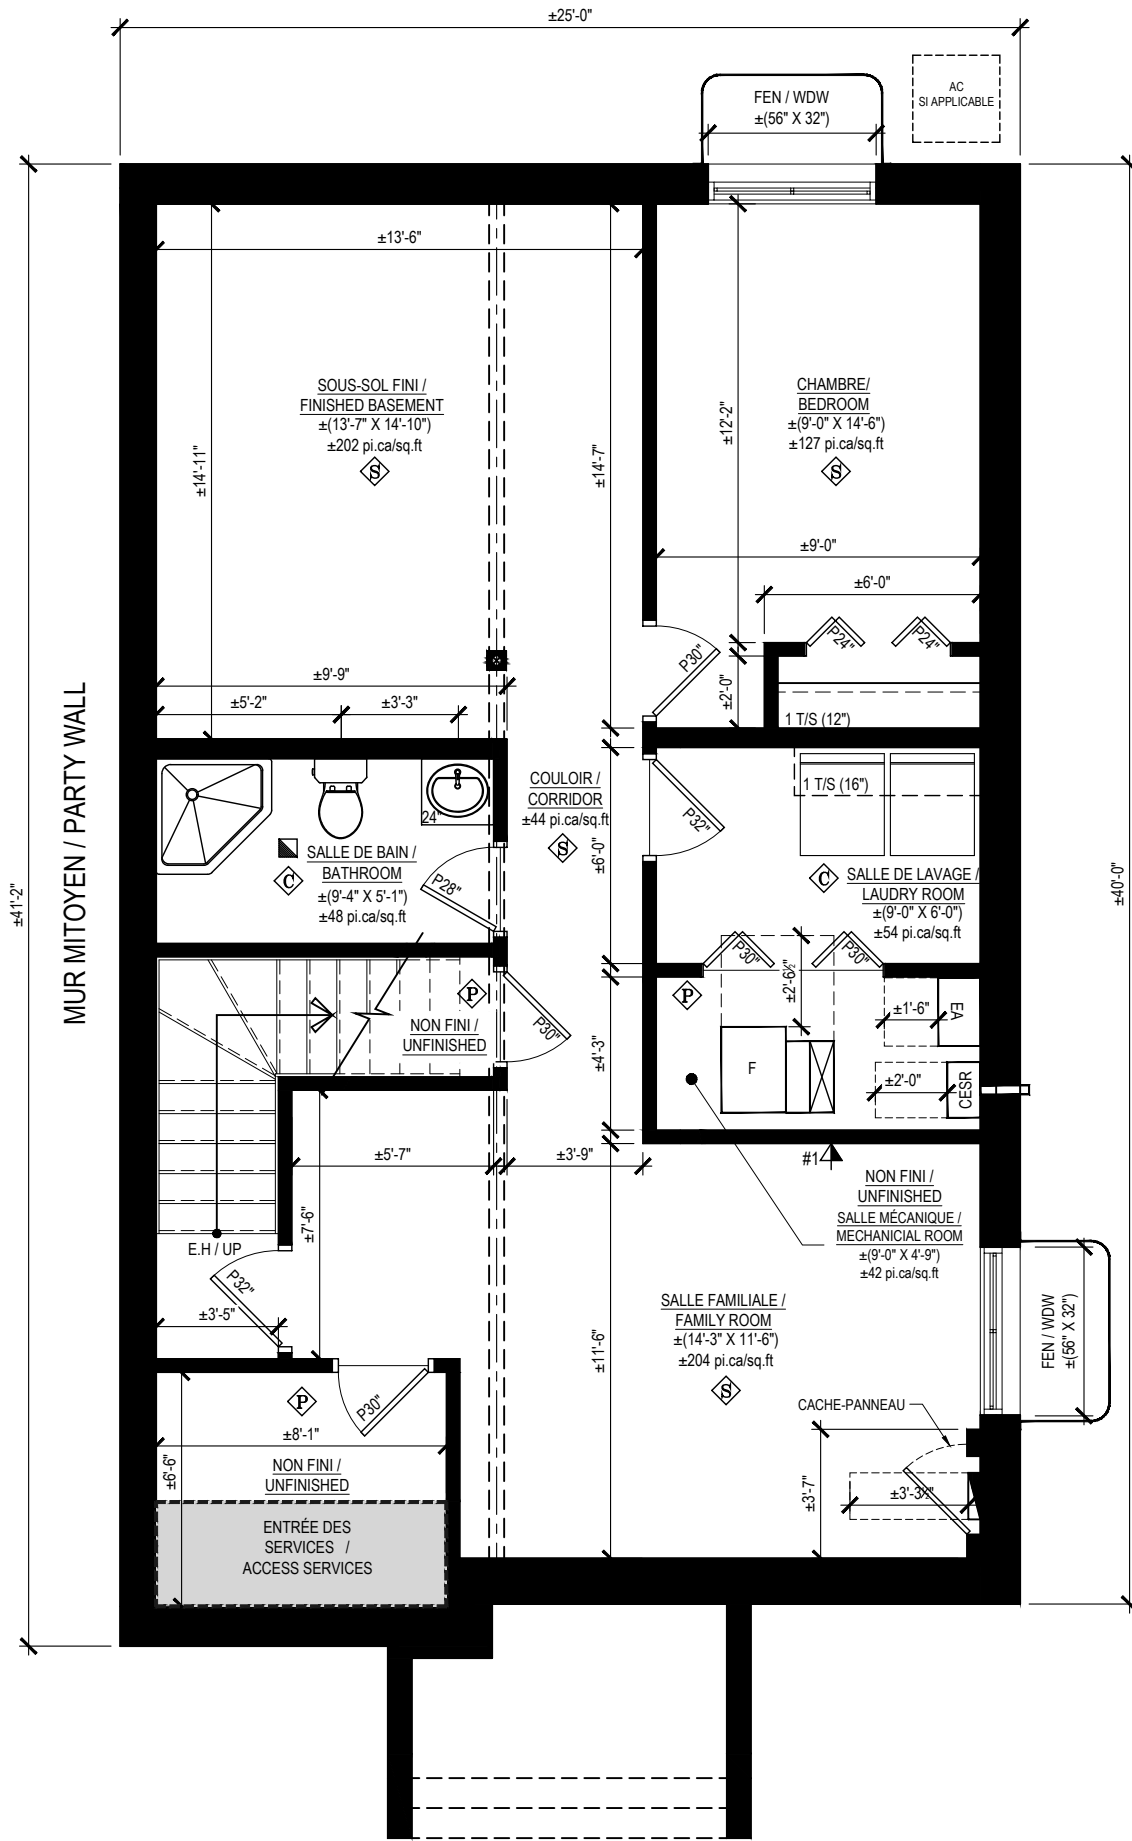 ±25'-0"
AC
SI APPLICABLE
FEN / WDW
±(56" X 32")
±13'-6"
SOUS-SOL FINI /
FINISHED BASEMENT
±(13'-7" X 14'-10")
±202 pi.ca/sq.ft
S
CHAMBRE/
BEDROOM
±(9'-0" X 14'-6")
±127 pi.ca/sq.ft
S
±12'-2"
±14'-11"
±14'-7"
±9'-0"
±6'-0"
P24"
P24"
P30"
±2'-0"
1 T/S (12")
±9'-9"
±5'-2"
±3'-3"
MUR MITOYEN / PARTY WALL
±41'-2"
±40'-0"
COULOIR /
CORRIDOR
±44 pi.ca/sq.ft
S
±6'-0"
1 T/S (16")
P32"
24"
SALLE DE BAIN /
BATHROOM
±(9'-4" X 5'-1")
±48 pi.ca/sq.ft
C
P28"
C
SALLE DE LAVAGE /
LAUDRY ROOM
±(9'-0" X 6'-0")
±54 pi.ca/sq.ft
P30"
P30"
±2'-6½"
P
NON FINI /
UNFINISHED
P30"
P
±4'-3"
±1'-6"
EA
F
±2'-0"
CESR
±5'-7"
±3'-9"
#1
NON FINI /
UNFINISHED
SALLE MÉCANIQUE /
MECHANICIAL ROOM
±(9'-0" X 4'-9")
±42 pi.ca/sq.ft
±7'-6"
E.H / UP
P32"
±3'-5"
±11'-6"
SALLE FAMILIALE /
FAMILY ROOM
±(14'-3" X 11'-6")
±204 pi.ca/sq.ft
S
FEN / WDW
±(56" X 32")
P
P30"
±8'-1"
±6'-6"
NON FINI /
UNFINISHED
CACHE-PANNEAU
±3'-7"
±3'-3½"
ENTRÉE DES
SERVICES /
ACCESS SERVICES